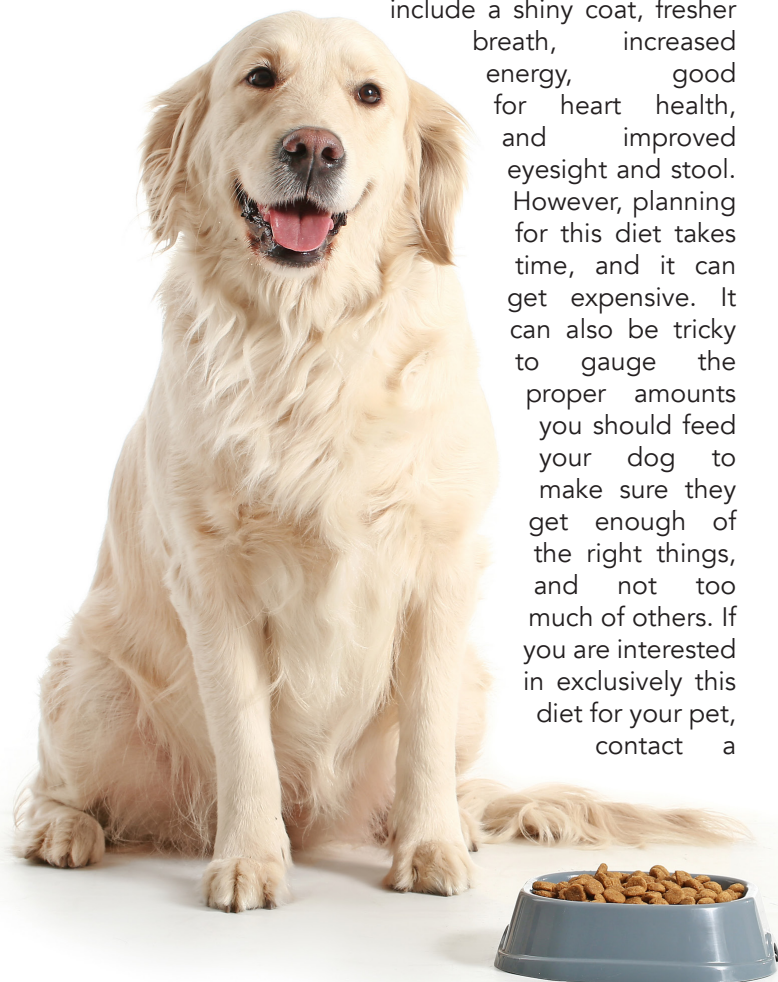 include a shiny coat, fresher
breath, increased
energy, good
for heart health,
and improved
eyesight and stool.
However, planning
for this diet takes
time, and it can
get expensive. It
can also be tricky
to gauge the
proper amounts
you should feed
your dog to
make sure they
get enough of
the right things,
and not too
much of others. If
you are interested
in exclusively this
diet for your pet,
contact a